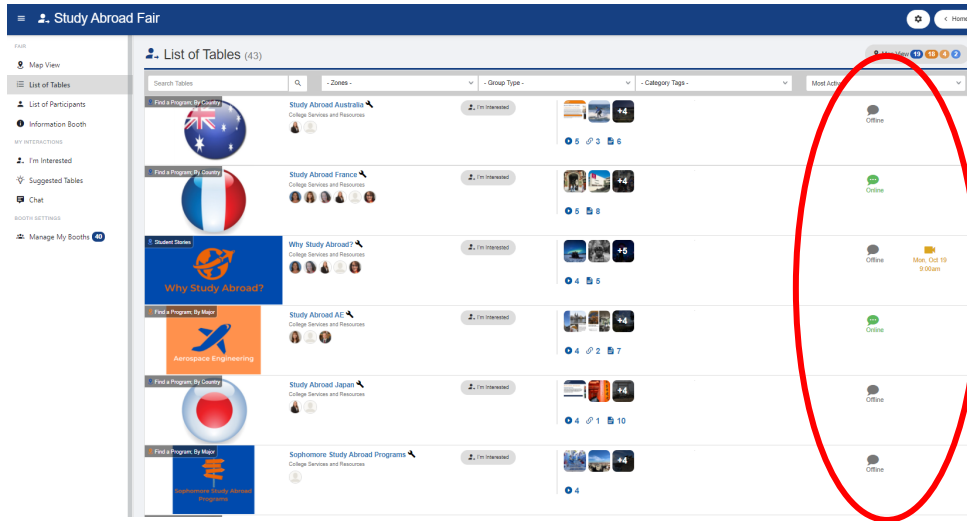 Study Abroad Fair
Home
FAIR
Map View
List of Tables
List of Participants
Information Booth
MY INTERACTIONS
I'm Interested
Suggested Tables
Chat
BOOTH SETTINGS
Manage My Booths 40
List of Tables (43)
Map View 19 18 4 2
Search Tables
- Zones -
- Group Type -
- Category Tags -
Most Activ
Find a Program; By Country
Study Abroad Australia
College Services and Resources
I'm Interested
+4
5 3 6
Offline
Find a Program; By Country
Study Abroad France
College Services and Resources
I'm Interested
+4
5 8
Online
Student Stories
Why Study Abroad?
Why Study Abroad?
College Services and Resources
I'm Interested
+5
4 5
Offline
Mon, Oct 19
9:00am
Find a Program; By Major
Aerospace Engineering
Study Abroad AE
College Services and Resources
I'm Interested
+4
4 2 7
Online
Find a Program; By Country
Study Abroad Japan
College Services and Resources
I'm Interested
+4
4 1 10
Offline
Find a Program; By Major
Sophomore Study Abroad
Programs
Sophomore Study Abroad Programs
College Services and Resources
I'm Interested
+4
4
Offline